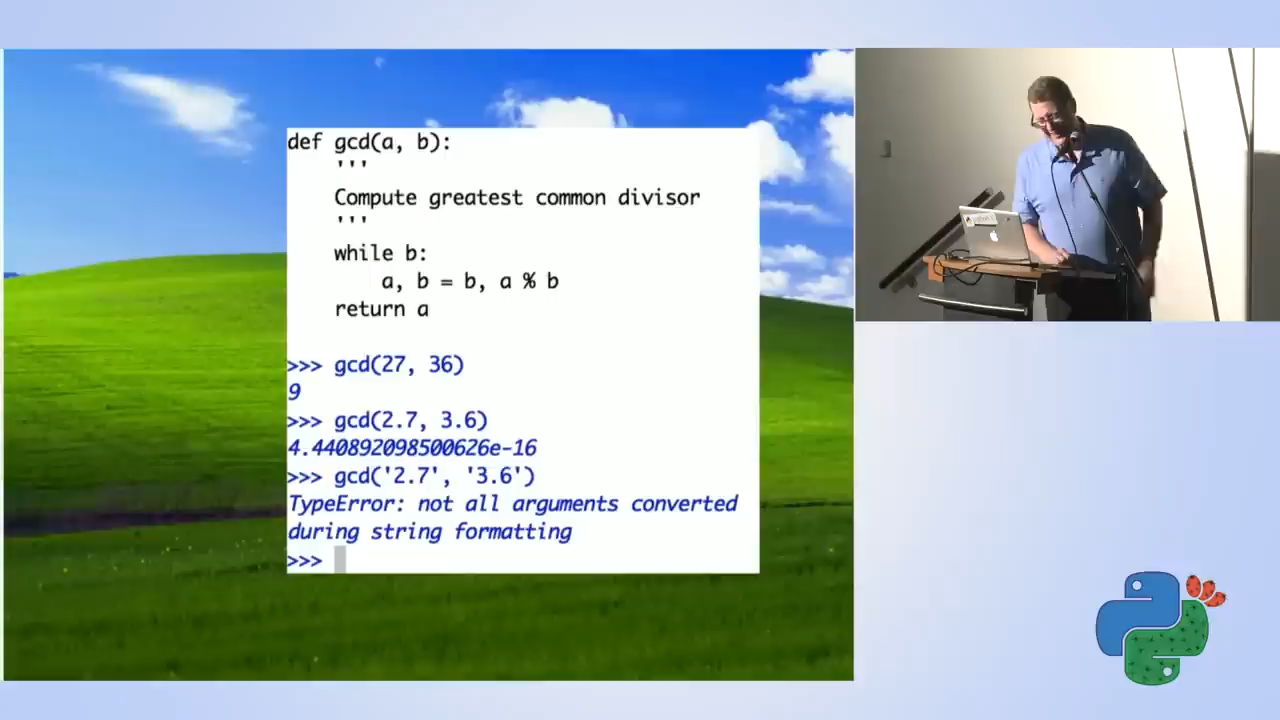 def gcd(a, b):
    '''
    Compute greatest common divisor
    '''
    while b:
        a, b = b, a % b
    return a
>>> gcd(27, 36)
9
>>> gcd(2.7, 3.6)
4.440892098500626e-16
>>> gcd('2.7', '3.6')
TypeError: not all arguments converted
during string formatting
>>>